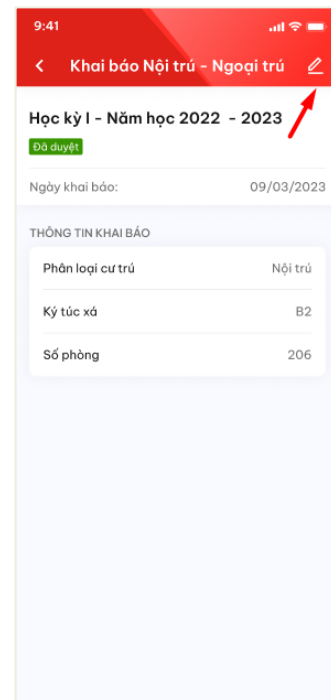 9:41
Khai báo Nội trú - Ngoại trú
Học kỳ I - Năm học 2022 - 2023
Đã duyệt
Ngày khai báo: 09/03/2023
THÔNG TIN KHAI BÁO
Phân loại cư trú Nội trú
Ký túc xá B2
Số phòng 206